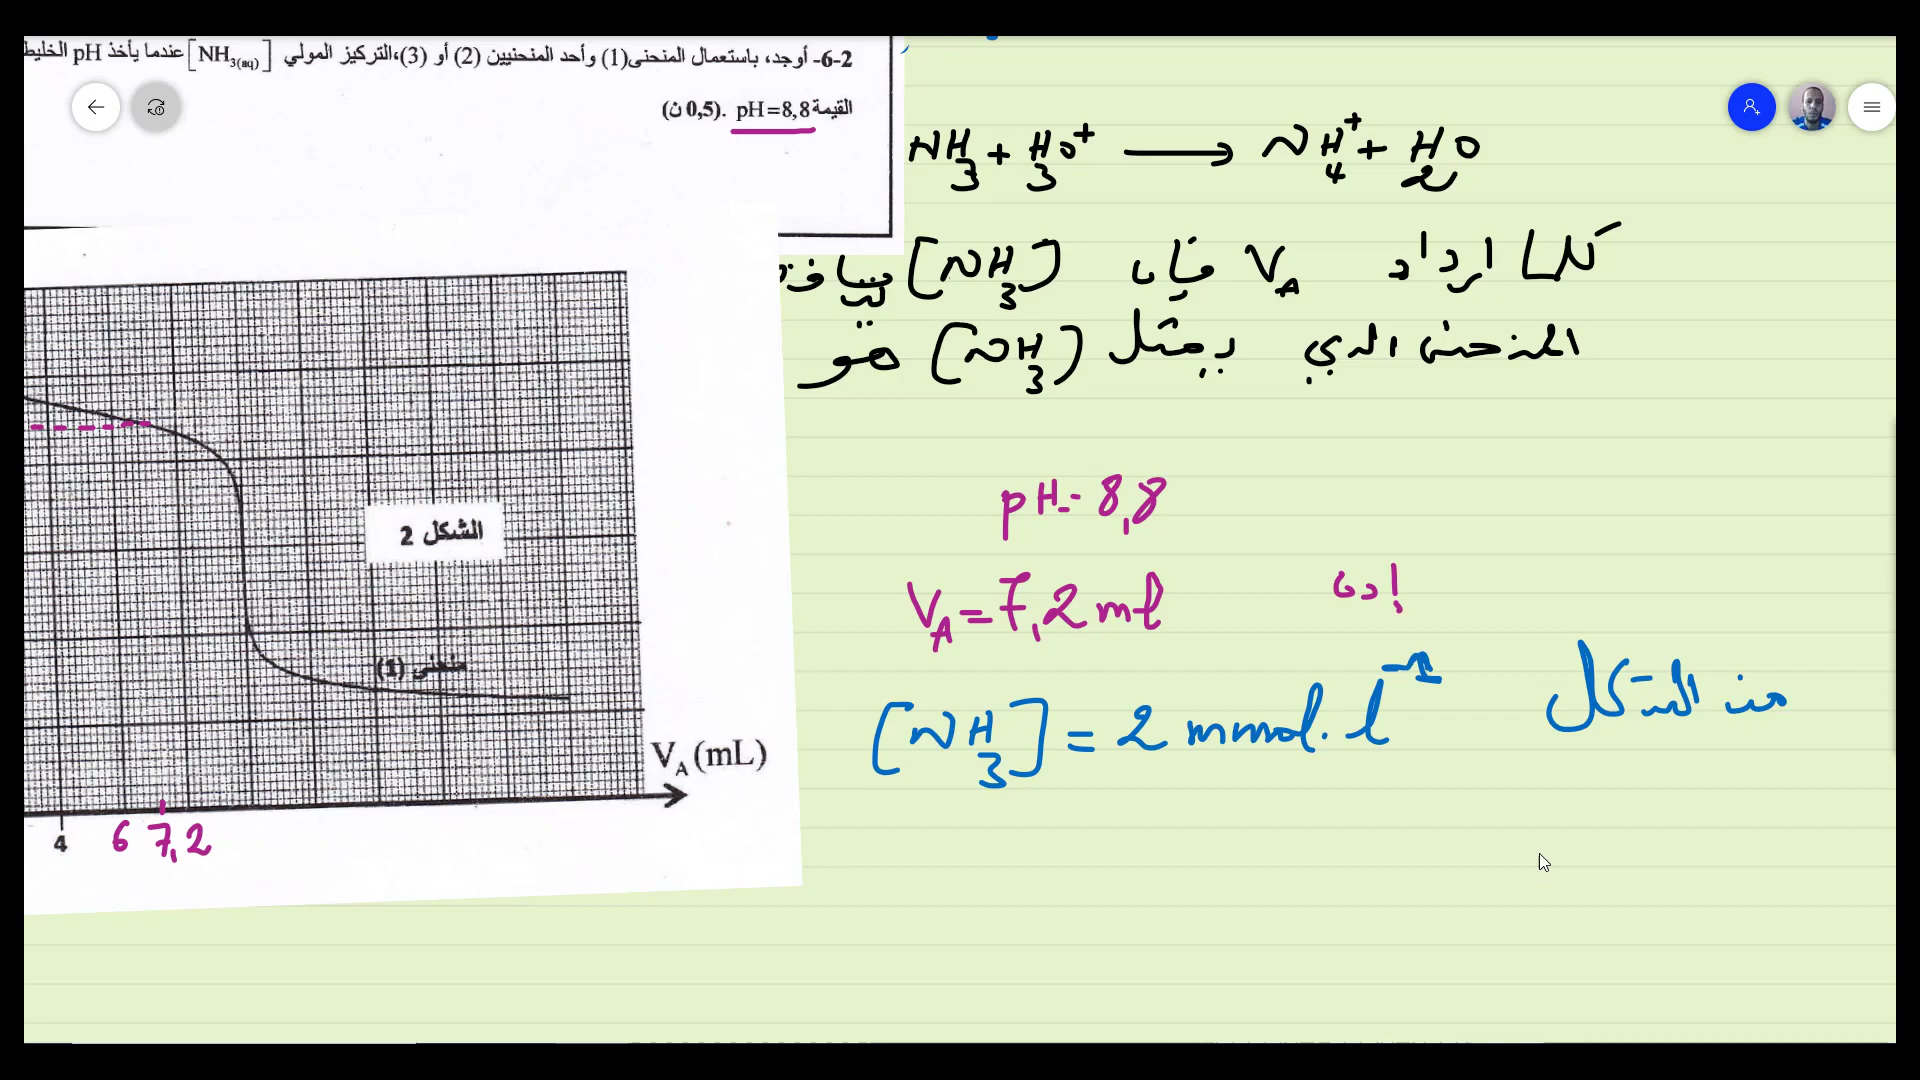 6-2- أوجد، باستعمال المنحنى(1) وأحد المنحنيين (2) أو (3)،التركيز المولي [NH3(aq)] عندما يأخذ pH الخليط
القيمة pH=8,8 .(0,5 ن)
NH3 + H3O+ → NH4+ + H2O
كلما ازداد VA فإن [NH3]
المنحنى الذي يمثل [NH3] هو
pH = 8,8
VA = 7,2 ml
إذن
من الشكل
[NH3] = 2 mmol.l-1
الشكل 2
منحنى (1)
VA (mL)
4 6 7,2